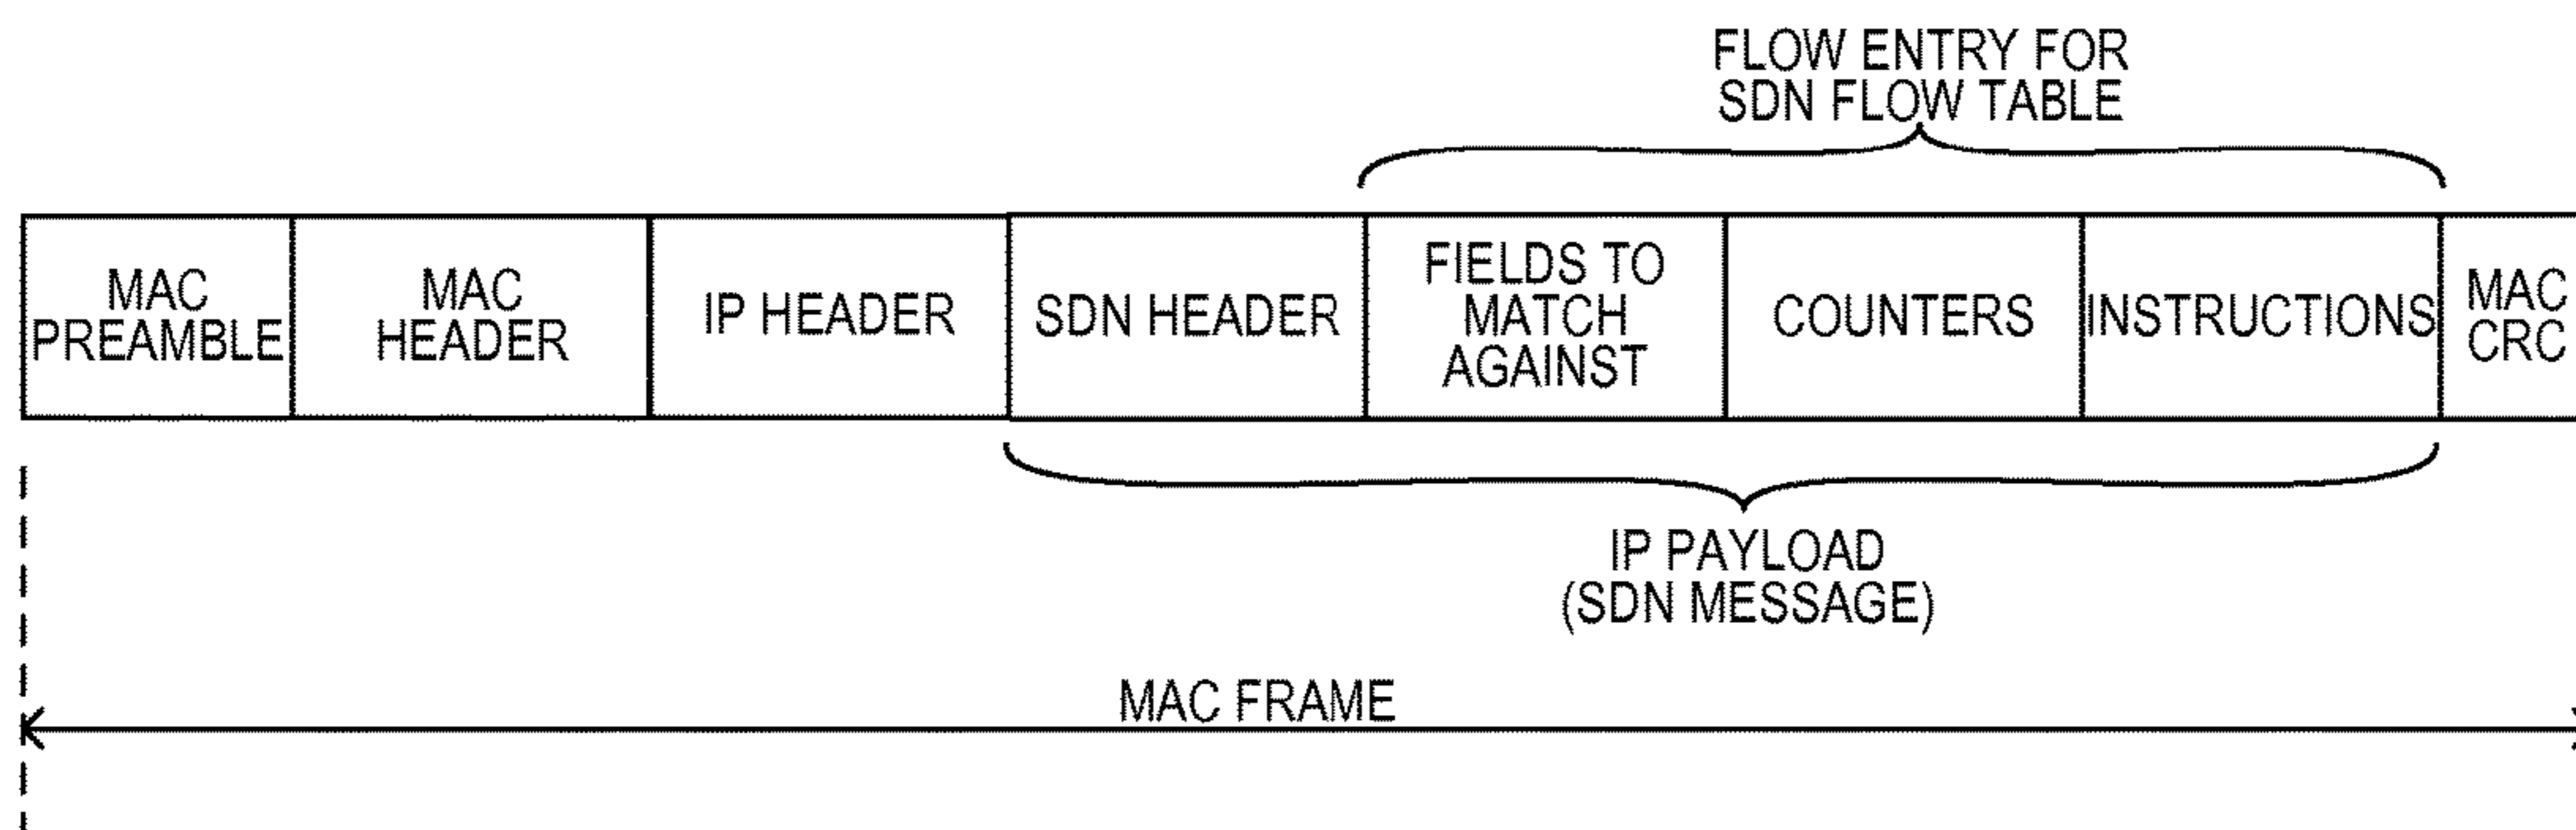 FLOW ENTRY FOR
SDN FLOW TABLE
MAC
PREAMBLE
MAC
HEADER
IP HEADER
SDN HEADER
FIELDS TO
MATCH
AGAINST
COUNTERS
INSTRUCTIONS
MAC
CRC
IP PAYLOAD
(SDN MESSAGE)
MAC FRAME